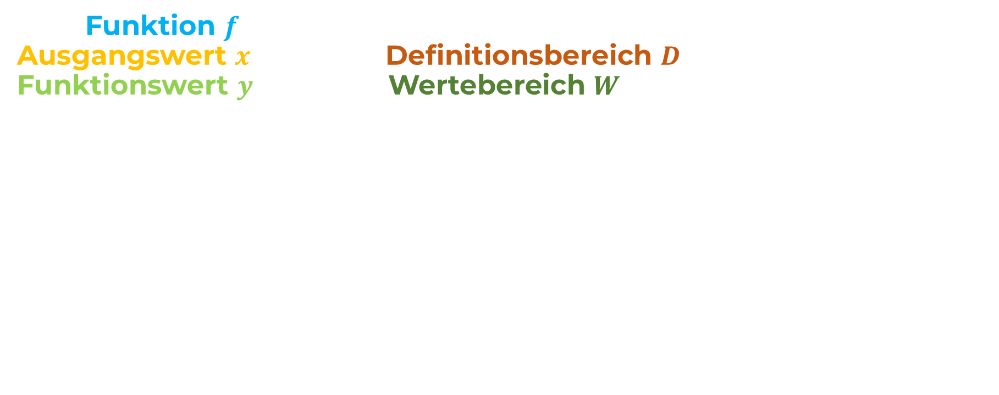 Funktion f
Ausgangswert x
Definitionsbereich D
Funktionswert y
Wertebereich W